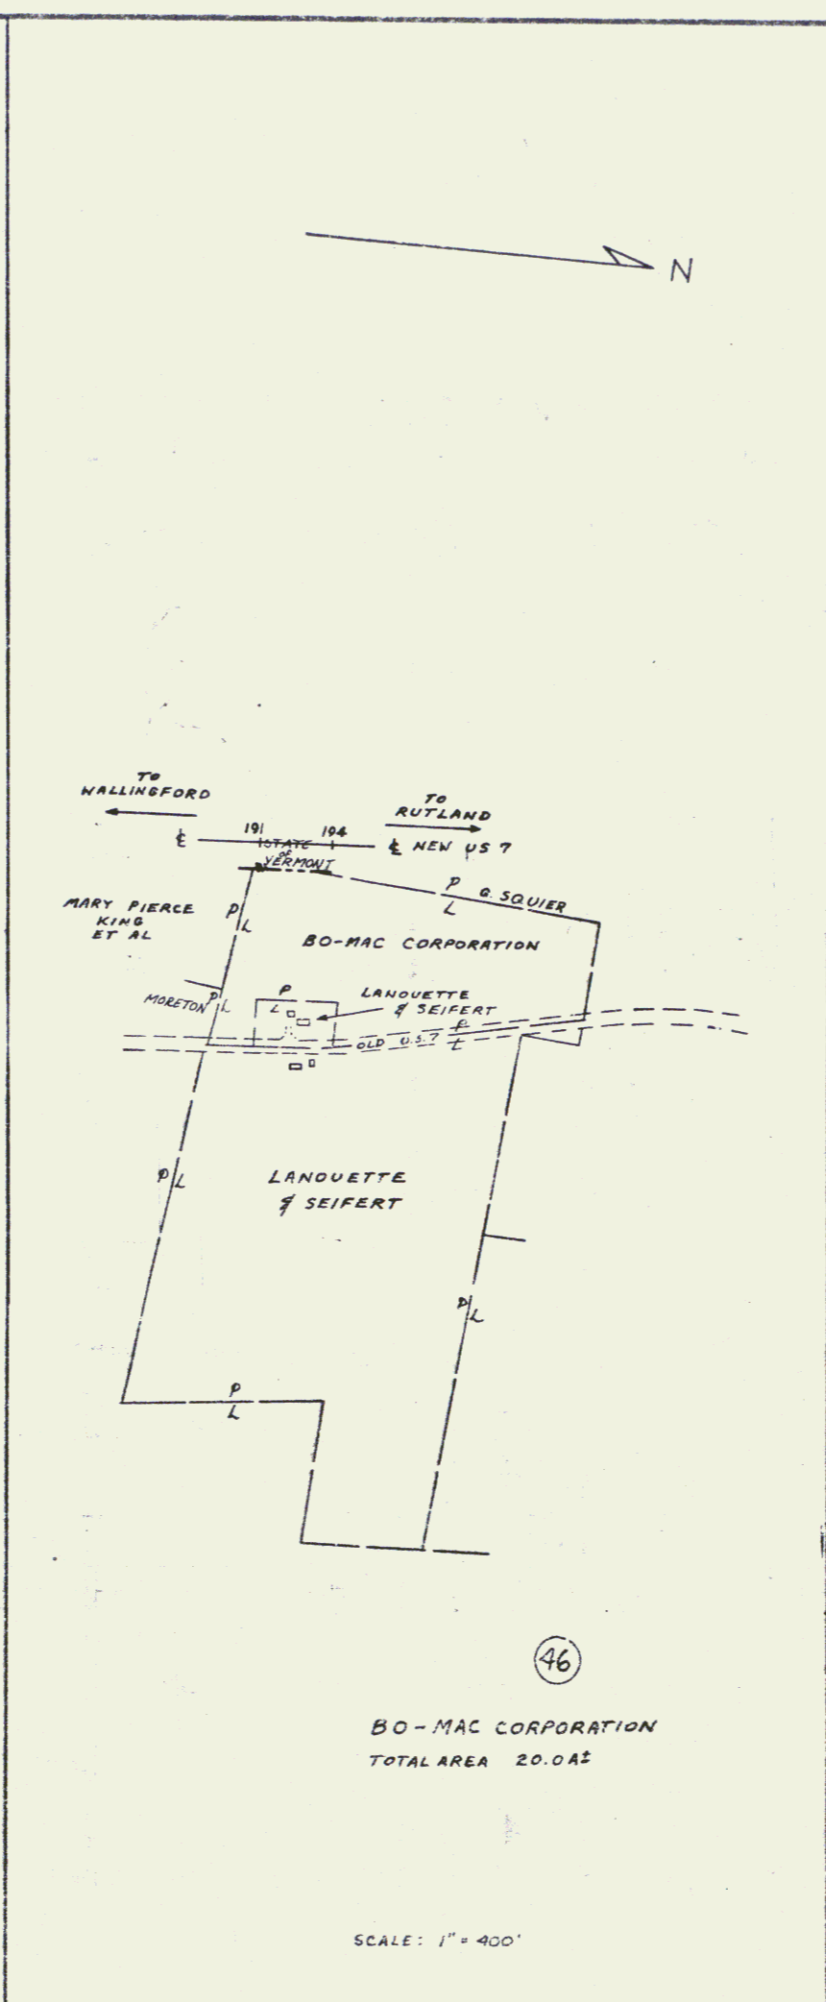 N
TO
WALLINGFORD
TO
RUTLAND
℄
191
194
STATE
OF
VERMONT
℄ NEW US 7
P
L
G. SQUIER
MARY PIERCE
KING
ET AL
P
L
BO-MAC CORPORATION
MORETON
P
L
P
L
LANOUETTE
& SEIFERT
OLD U.S. 7
P
L
LANOUETTE
& SEIFERT
P
L
P
L
P
L
46
BO-MAC CORPORATION
TOTAL AREA 20.0 A±
SCALE: 1" = 400'